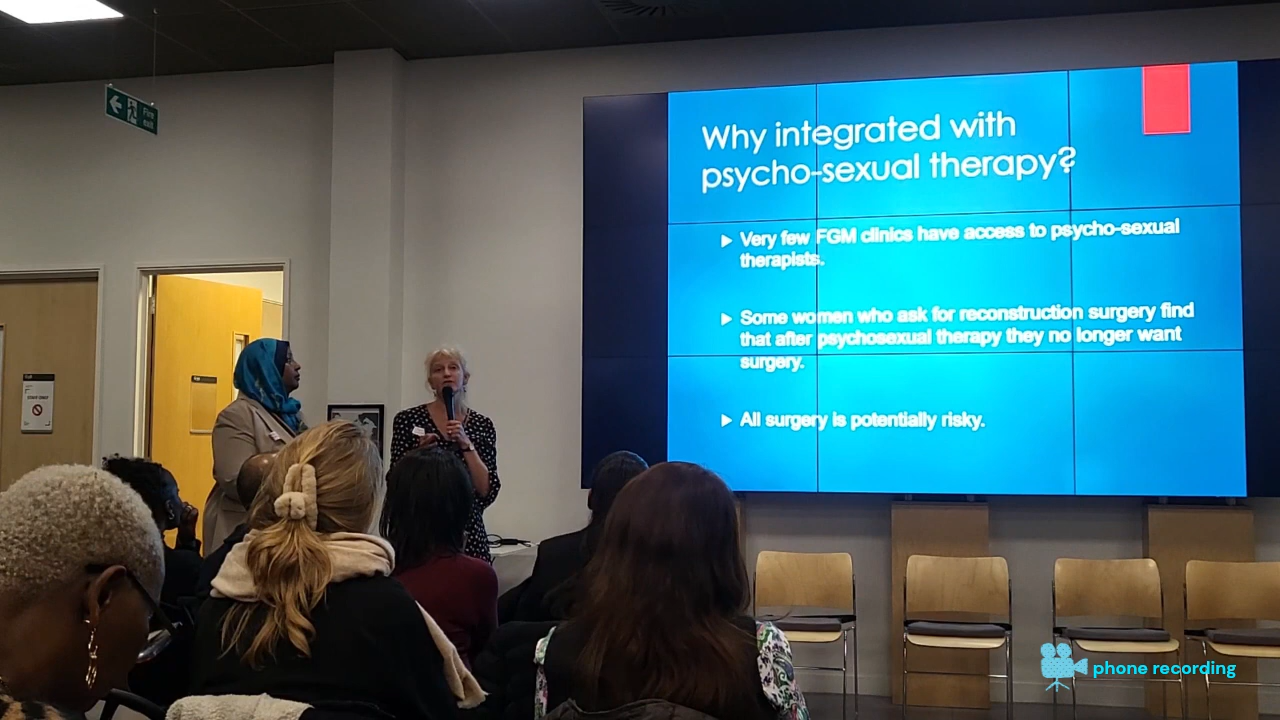 Fire
exit
Why integrated with
psycho-sexual therapy?
Very few FGM clinics have access to psycho-sexual
therapists.
Some women who ask for reconstruction surgery find
that after psychosexual therapy they no longer want
surgery.
All surgery is potentially risky.
phone recording